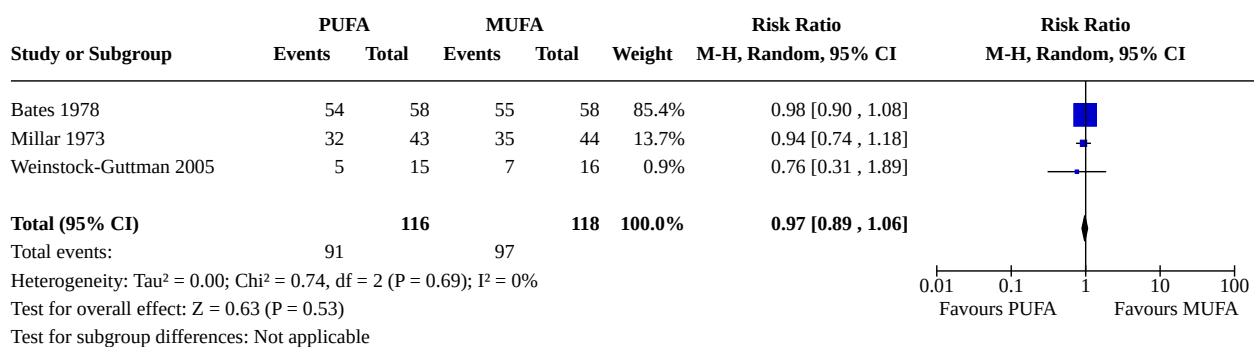 PUFA MUFA Risk Ratio Risk Ratio
Study or Subgroup Events Total Events Total Weight M-H, Random, 95% CI M-H, Random, 95% CI
Bates 1978 54 58 55 58 85.4% 0.98 [0.90 , 1.08]
Millar 1973 32 43 35 44 13.7% 0.94 [0.74 , 1.18]
Weinstock-Guttman 2005 5 15 7 16 0.9% 0.76 [0.31 , 1.89]
Total (95% CI) 116 118 100.0% 0.97 [0.89 , 1.06]
Total events: 91 97
Heterogeneity: Tau² = 0.00; Chi² = 0.74, df = 2 (P = 0.69); I² = 0%
0.01 0.1 1 10 100
Test for overall effect: Z = 0.63 (P = 0.53) Favours PUFA Favours MUFA
Test for subgroup differences: Not applicable